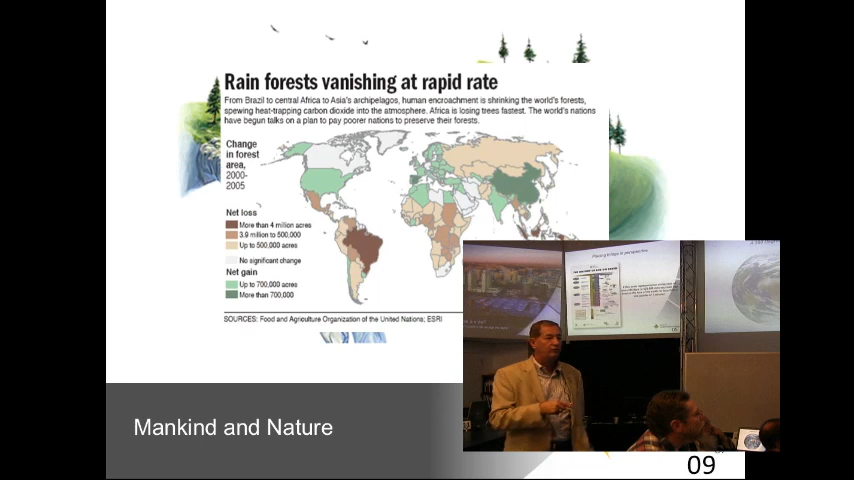 Rain forests vanishing at rapid rate
From Brazil to central Africa to Asia's archipelagos, human encroachment is shrinking the world's forests,
spewing heat-trapping carbon dioxide into the atmosphere. Africa is losing trees fastest. The world's nations
have begun talks on a plan to pay poorer nations to preserve their forests.
Change
in forest
area,
2000-
2005
Net loss
More than 4 million acres
3.9 million to 500,000
Up to 500,000 acres
No significant change
Net gain
Up to 700,000 acres
More than 700,000
SOURCES: Food and Agriculture Organization of the United Nations; ESRI
Placing things in perspective
Mankind and Nature
09